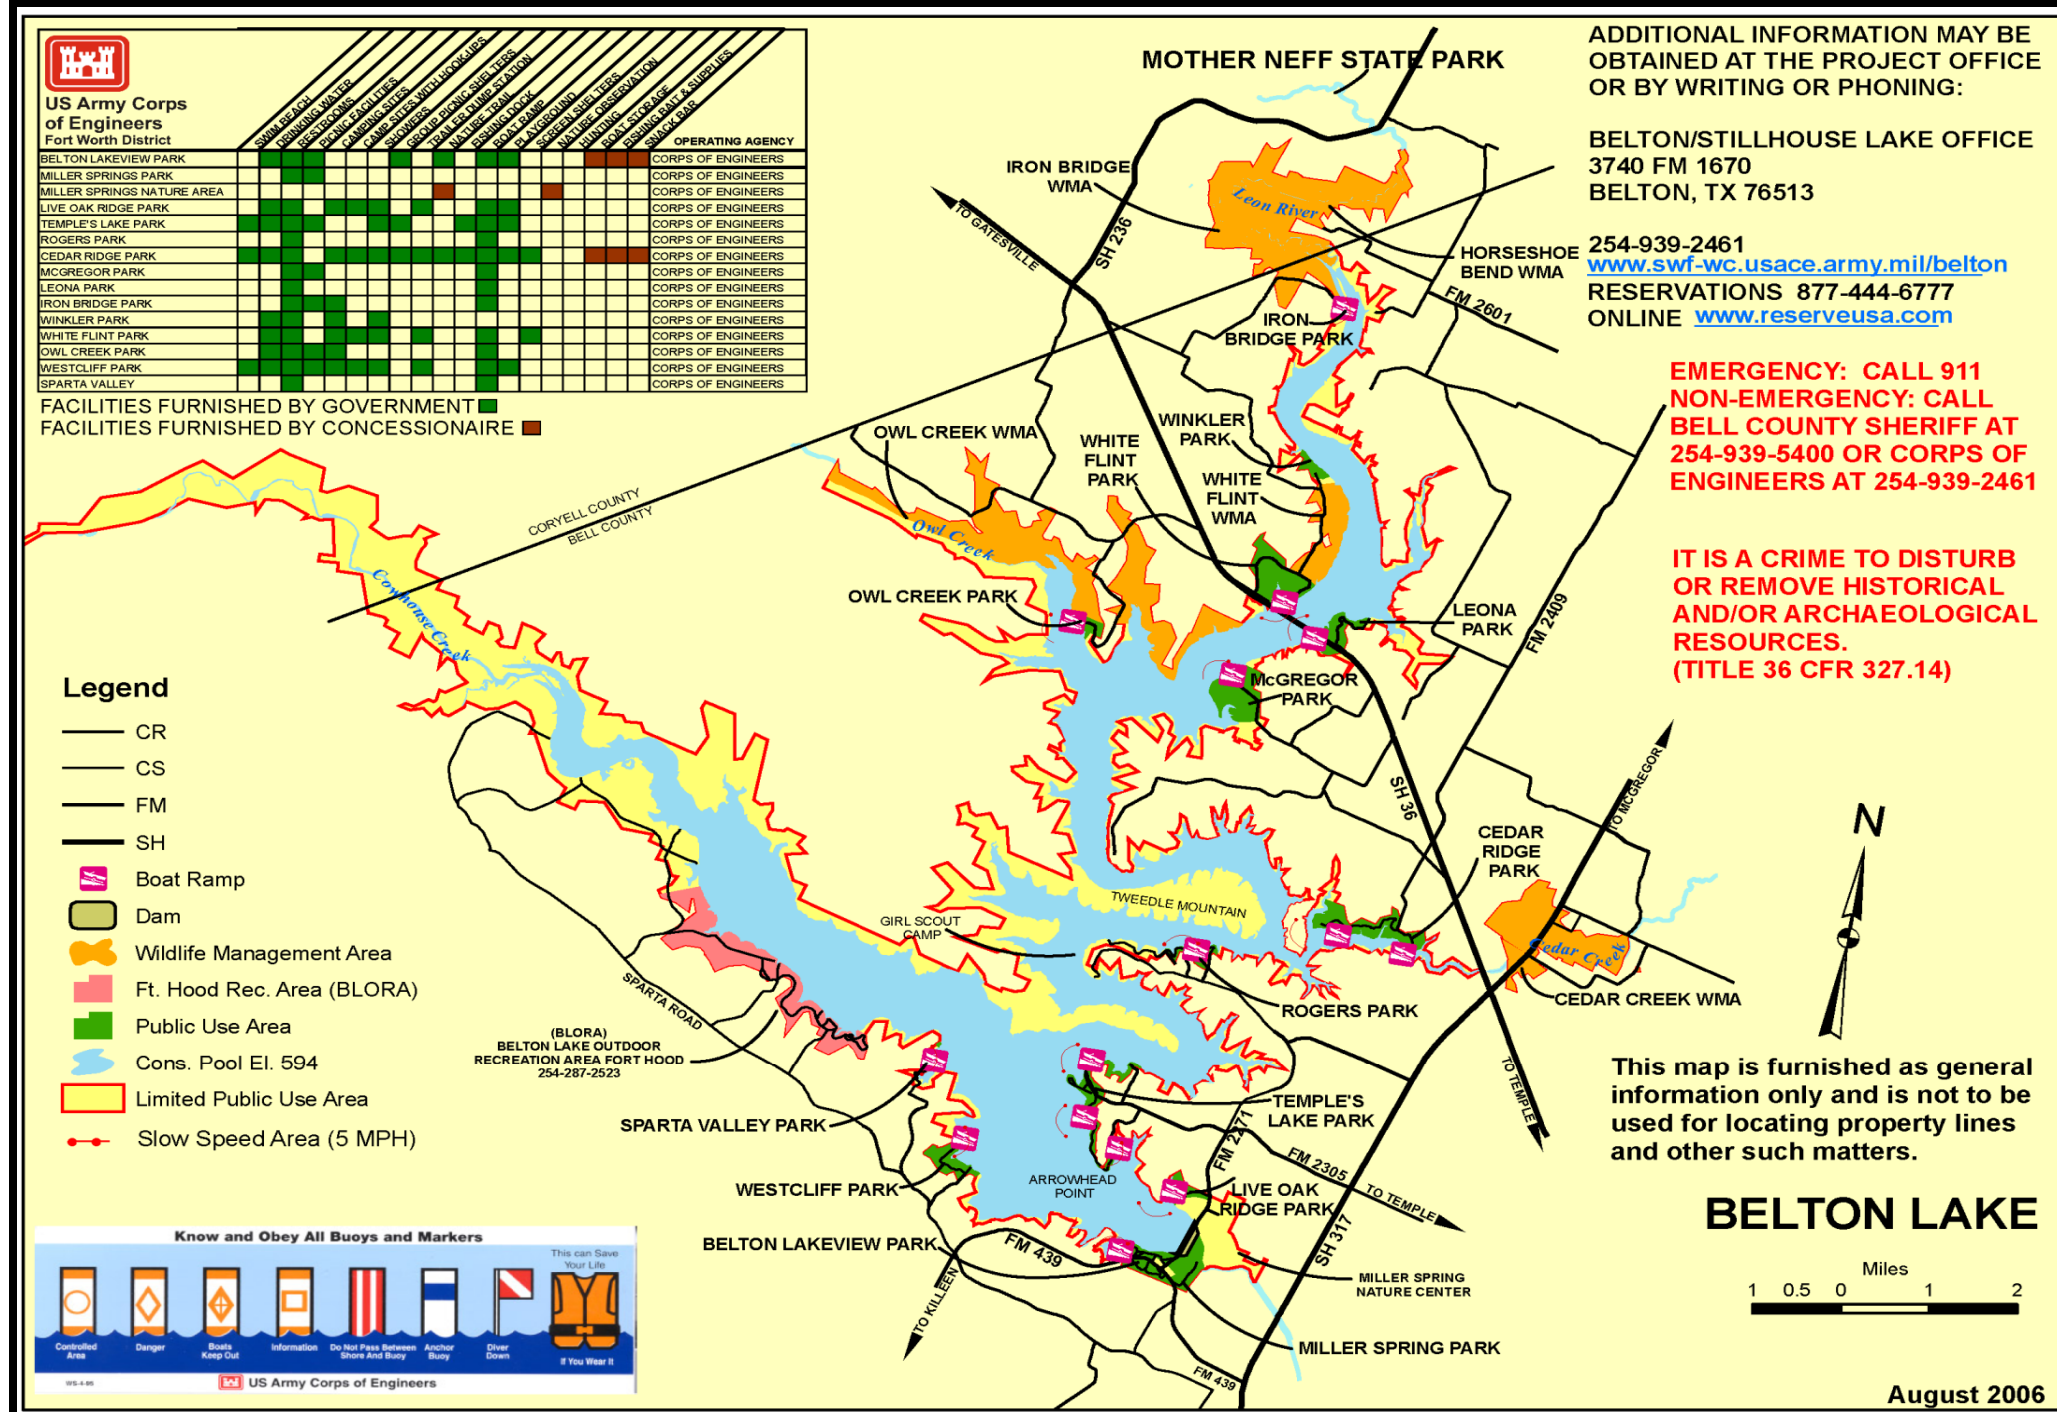 US Army Corps
of Engineers
Fort Worth District
SWIM BEACH
DRINKING WATER
RESTROOMS
PICNIC FACILITIES
CAMPING SITES
CAMP SITES WITH HOOK-UPS
SHOWERS
GROUP PICNIC SHELTERS
TRAILER DUMP STATION
NATURE TRAIL
FISHING DOCK
BOAT RAMP
PLAYGROUND
SCREEN SHELTERS
NATURE OBSERVATION
HUNTING
BOAT STORAGE
FISHING BAIT & SUPPLIES
SNACK BAR
OPERATING AGENCY
BELTON LAKEVIEW PARK CORPS OF ENGINEERS
MILLER SPRINGS PARK CORPS OF ENGINEERS
MILLER SPRINGS NATURE AREA CORPS OF ENGINEERS
LIVE OAK RIDGE PARK CORPS OF ENGINEERS
TEMPLE'S LAKE PARK CORPS OF ENGINEERS
ROGERS PARK CORPS OF ENGINEERS
CEDAR RIDGE PARK CORPS OF ENGINEERS
MCGREGOR PARK CORPS OF ENGINEERS
LEONA PARK CORPS OF ENGINEERS
IRON BRIDGE PARK CORPS OF ENGINEERS
WINKLER PARK CORPS OF ENGINEERS
WHITE FLINT PARK CORPS OF ENGINEERS
OWL CREEK PARK CORPS OF ENGINEERS
WESTCLIFF PARK CORPS OF ENGINEERS
SPARTA VALLEY CORPS OF ENGINEERS
FACILITIES FURNISHED BY GOVERNMENT
FACILITIES FURNISHED BY CONCESSIONAIRE
ADDITIONAL INFORMATION MAY BE
OBTAINED AT THE PROJECT OFFICE
OR BY WRITING OR PHONING:
BELTON/STILLHOUSE LAKE OFFICE
3740 FM 1670
BELTON, TX 76513
254-939-2461
www.swf-wc.usace.army.mil/belton
RESERVATIONS 877-444-6777
ONLINE www.reserveusa.com
EMERGENCY: CALL 911
NON-EMERGENCY: CALL
BELL COUNTY SHERIFF AT
254-939-5400 OR CORPS OF
ENGINEERS AT 254-939-2461
IT IS A CRIME TO DISTURB
OR REMOVE HISTORICAL
AND/OR ARCHAEOLOGICAL
RESOURCES.
(TITLE 36 CFR 327.14)
MOTHER NEFF STATE PARK
IRON BRIDGE
WMA
Leon River
TO GATESVILLE
SH 236
HORSESHOE
BEND WMA
FM 2601
IRON
BRIDGE PARK
WINKLER
PARK
OWL CREEK WMA
WHITE
FLINT
PARK
WHITE
FLINT
WMA
CORYELL COUNTY
BELL COUNTY
Owl Creek
Cowhouse Creek
OWL CREEK PARK
LEONA
PARK
FM 2409
McGREGOR
PARK
SH 36
TO MCGREGOR
CEDAR
RIDGE
PARK
TWEEDLE MOUNTAIN
GIRL SCOUT
CAMP
Cedar Creek
CEDAR CREEK WMA
ROGERS PARK
SPARTA ROAD
(BLORA)
BELTON LAKE OUTDOOR
RECREATION AREA FORT HOOD
254-287-2523
TO TEMPLE
SPARTA VALLEY PARK
TEMPLE'S
LAKE PARK
FM 2271
FM 2305
TO TEMPLE
WESTCLIFF PARK
ARROWHEAD
POINT
LIVE OAK
RIDGE PARK
BELTON LAKEVIEW PARK
FM 439
SH 317
TO KILLEEN
MILLER SPRING
NATURE CENTER
MILLER SPRING PARK
FM 439
Legend
CR
CS
FM
SH
Boat Ramp
Dam
Wildlife Management Area
Ft. Hood Rec. Area (BLORA)
Public Use Area
Cons. Pool El. 594
Limited Public Use Area
Slow Speed Area (5 MPH)
N
This map is furnished as general
information only and is not to be
used for locating property lines
and other such matters.
BELTON LAKE
Miles
1 0.5 0 1 2
August 2006
Know and Obey All Buoys and Markers
This can Save
Your Life
Controlled
Area
Danger
Boats
Keep Out
Information
Do Not Pass Between
Shore And Buoy
Anchor
Buoy
Diver
Down
If You Wear It
US Army Corps of Engineers